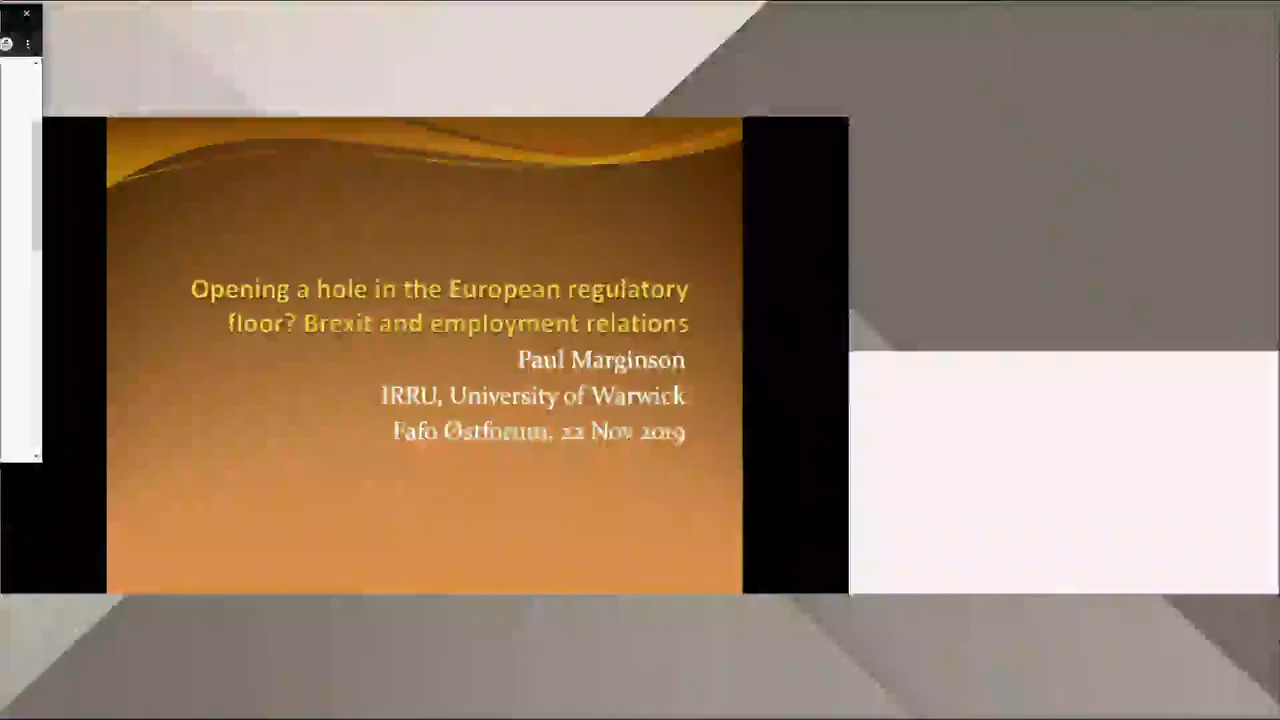 Opening a hole in the European regulatory
floor? Brexit and employment relations
Paul Marginson
IRRU, University of Warwick
Fafo Østforum, 22 Nov 2019